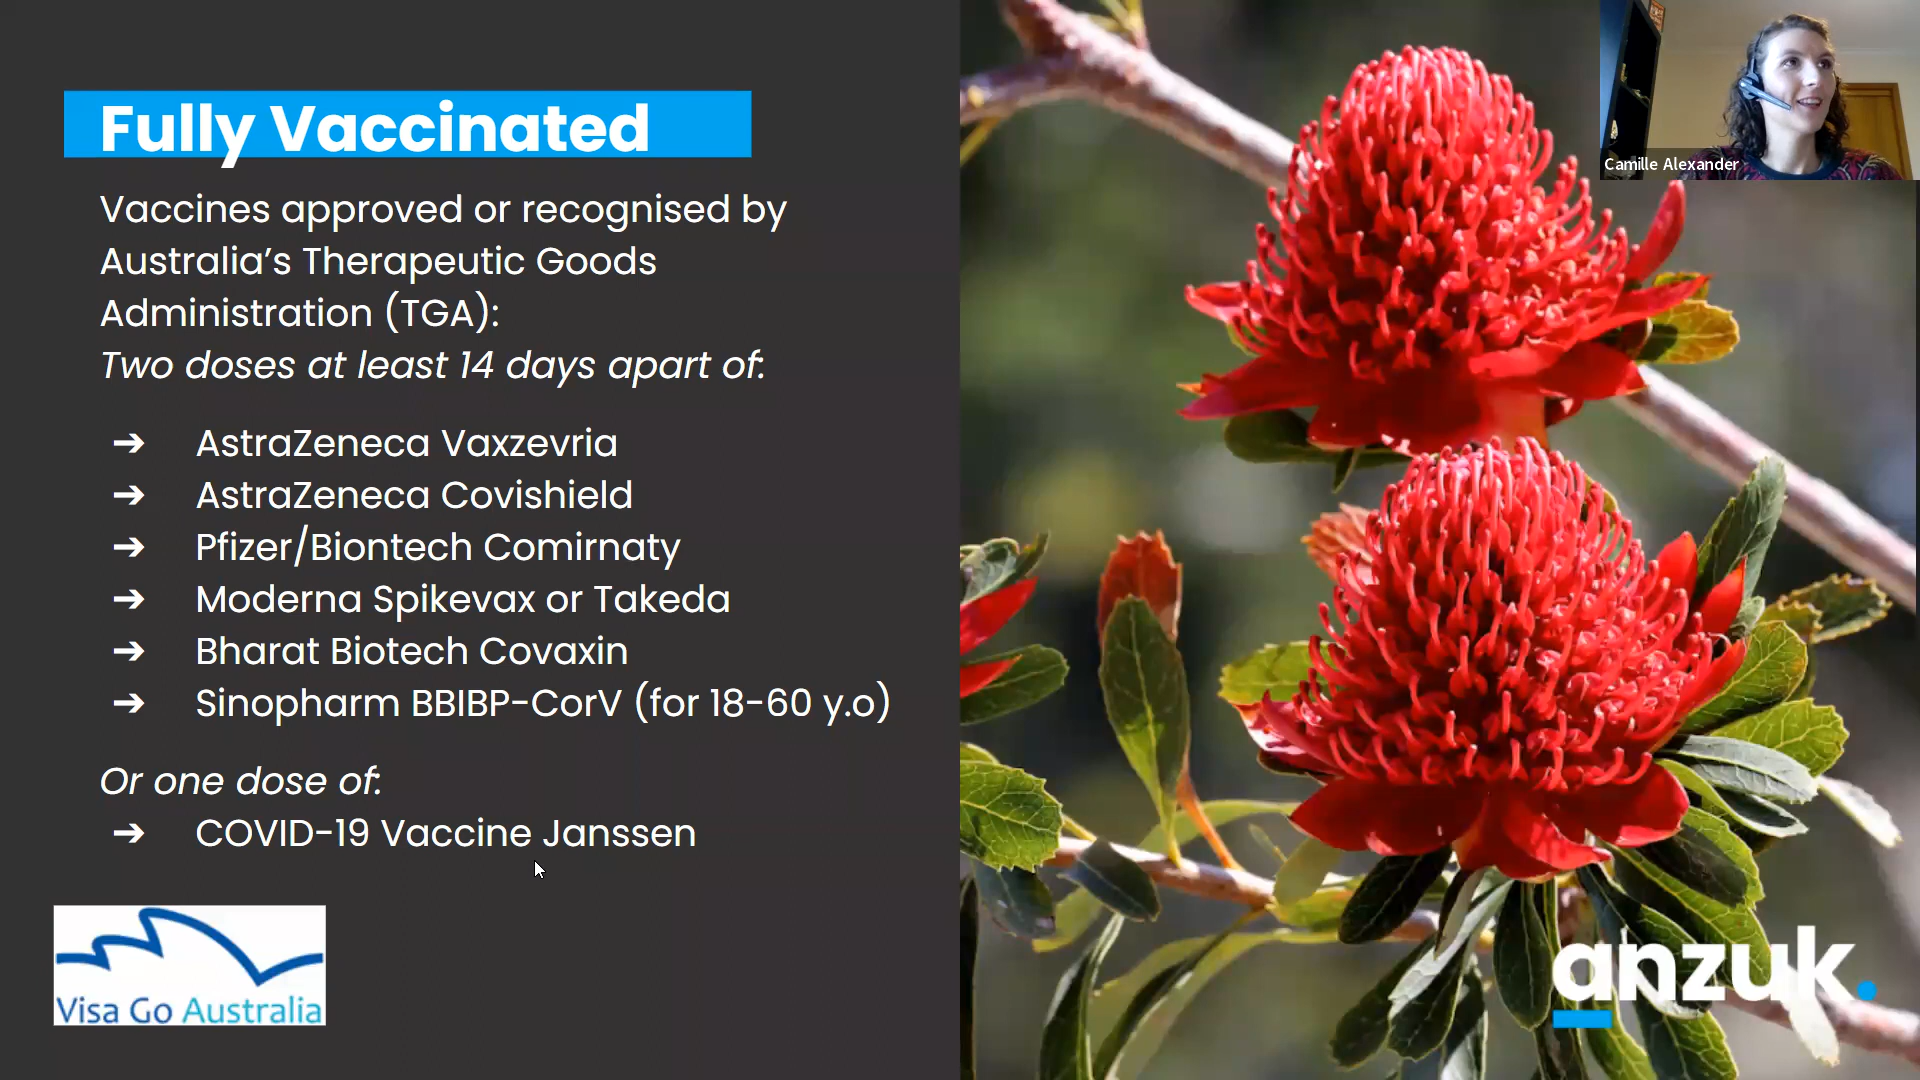 Fully Vaccinated
Vaccines approved or recognised by
Australia’s Therapeutic Goods
Administration (TGA):
Two doses at least 14 days apart of:
➔ AstraZeneca Vaxzevria
➔ AstraZeneca Covishield
➔ Pfizer/Biontech Comirnaty
➔ Moderna Spikevax or Takeda
➔ Bharat Biotech Covaxin
➔ Sinopharm BBIBP-CorV (for 18-60 y.o)
Or one dose of:
➔ COVID-19 Vaccine Janssen
Visa Go Australia
Camille Alexander
anzuk.